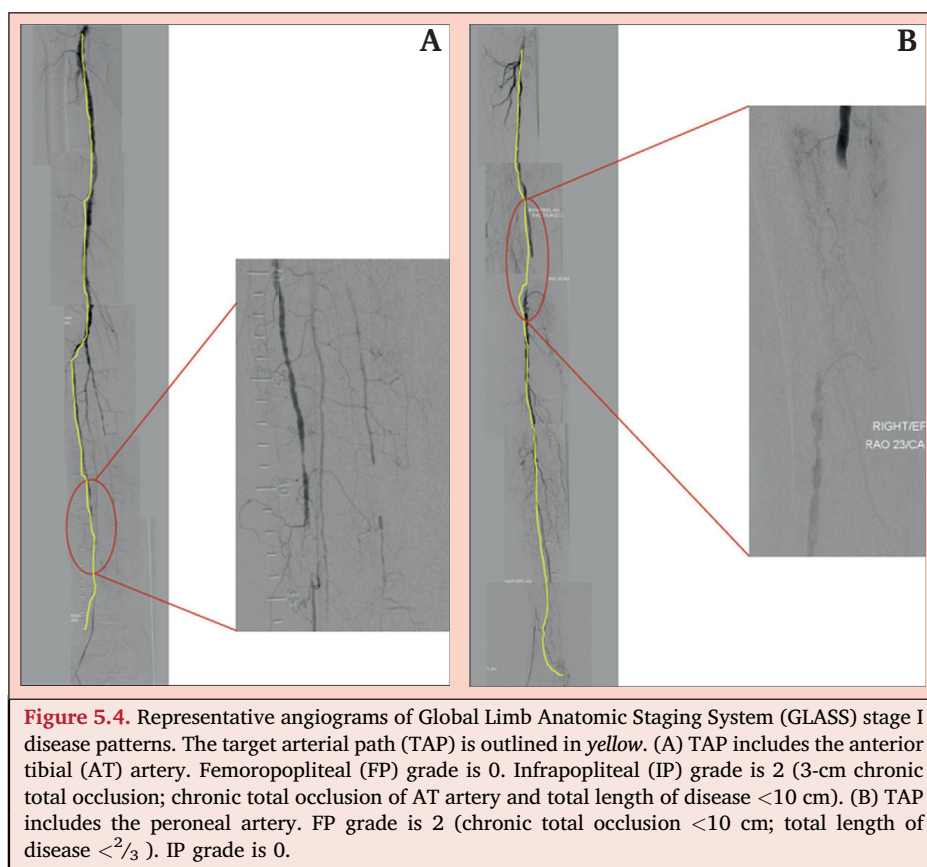 A
B
RIGHT/EF
RAO 23/CA
30
35
Figure 5.4. Representative angiograms of Global Limb Anatomic Staging System (GLASS) stage I
disease patterns. The target arterial path (TAP) is outlined in yellow. (A) TAP includes the anterior
tibial (AT) artery. Femoropopliteal (FP) grade is 0. Infrapopliteal (IP) grade is 2 (3-cm chronic
total occlusion; chronic total occlusion of AT artery and total length of disease <10 cm). (B) TAP
includes the peroneal artery. FP grade is 2 (chronic total occlusion <10 cm; total length of
disease <²/₃ ). IP grade is 0.